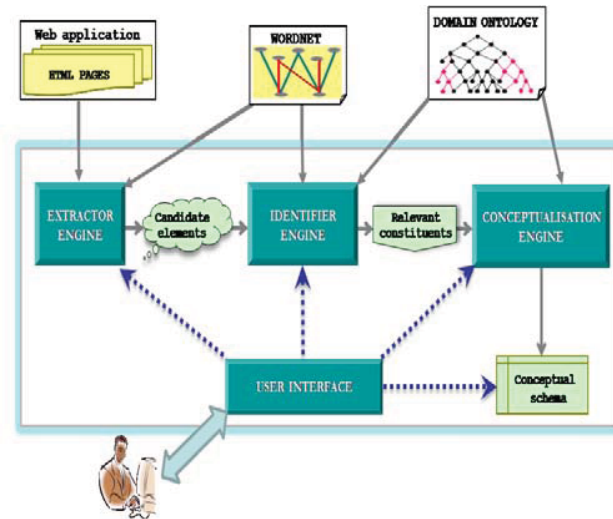 Web application
HTML PAGES
WORDNET
DOMAIN ONTOLOGY
EXTRACTOR
ENGINE
Candidate
elements
IDENTIFIER
ENGINE
Relevant
constituents
CONCEPTUALISATION
ENGINE
USER INTERFACE
Conceptual
schema